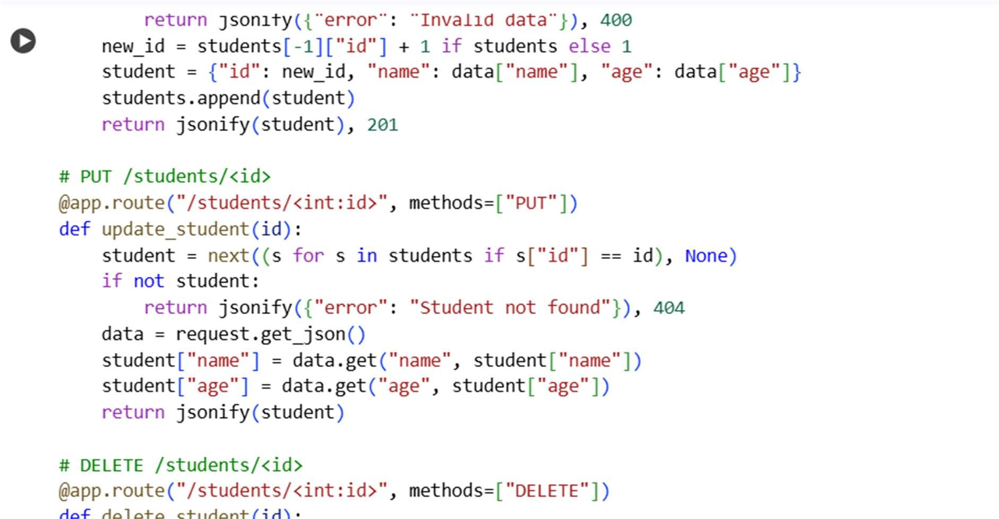 return jsonify({"error": "Invalid data"}), 400
    new_id = students[-1]["id"] + 1 if students else 1
    student = {"id": new_id, "name": data["name"], "age": data["age"]}
    students.append(student)
    return jsonify(student), 201

# PUT /students/<id>
@app.route("/students/<int:id>", methods=["PUT"])
def update_student(id):
    student = next((s for s in students if s["id"] == id), None)
    if not student:
        return jsonify({"error": "Student not found"}), 404
    data = request.get_json()
    student["name"] = data.get("name", student["name"])
    student["age"] = data.get("age", student["age"])
    return jsonify(student)

# DELETE /students/<id>
@app.route("/students/<int:id>", methods=["DELETE"])
def delete_student(id):